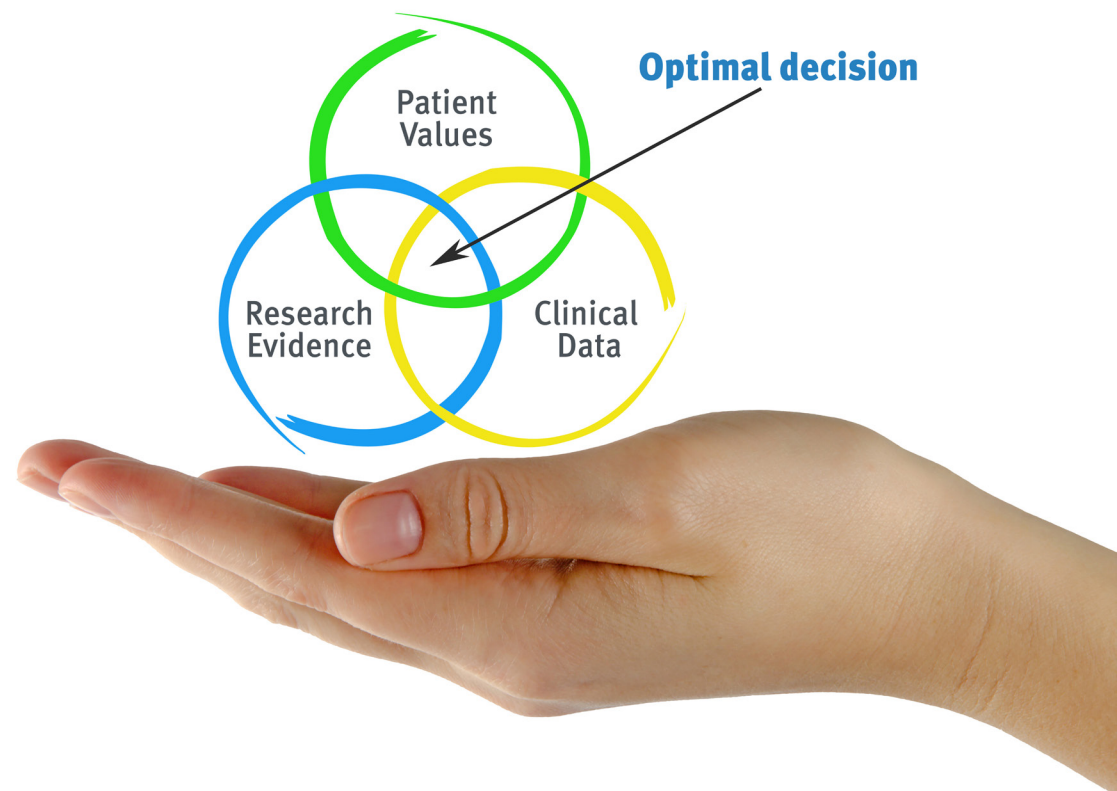 Optimal decision
Patient
Values
Research
Evidence
Clinical
Data